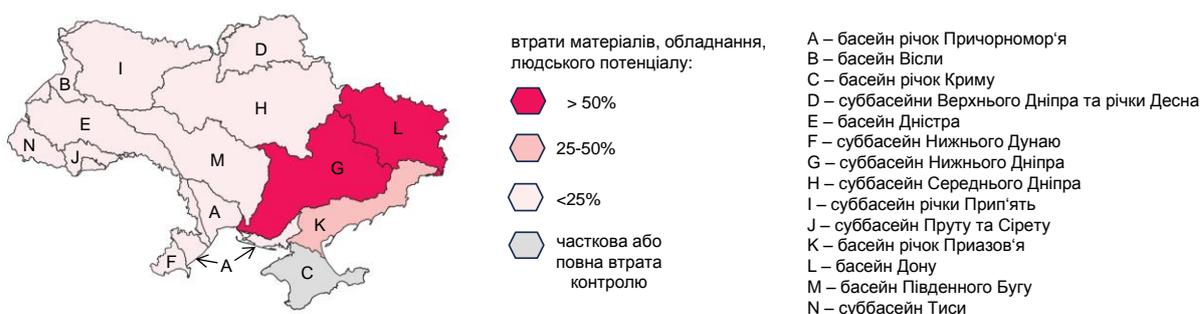 D
I
B
H
E
L
N
J
M
G
A
K
F
A
C
втрати матеріалів, обладнання,
людського потенціалу:
> 50%
25-50%
<25%
часткова або
повна втрата
контролю
A – басейн річок Причорномор‘я
B – басейн Вісли
C – басейн річок Криму
D – суббасейни Верхнього Дніпра та річки Десна
E – басейн Дністра
F – суббасейн Нижнього Дунаю
G – суббасейн Нижнього Дніпра
H – суббасейн Середнього Дніпра
I – суббасейн річки Прип‘ять
J – суббасейн Пруту та Сірету
K – басейн річок Приазов‘я
L – басейн Дону
M – басейн Південного Бугу
N – суббасейн Тиси